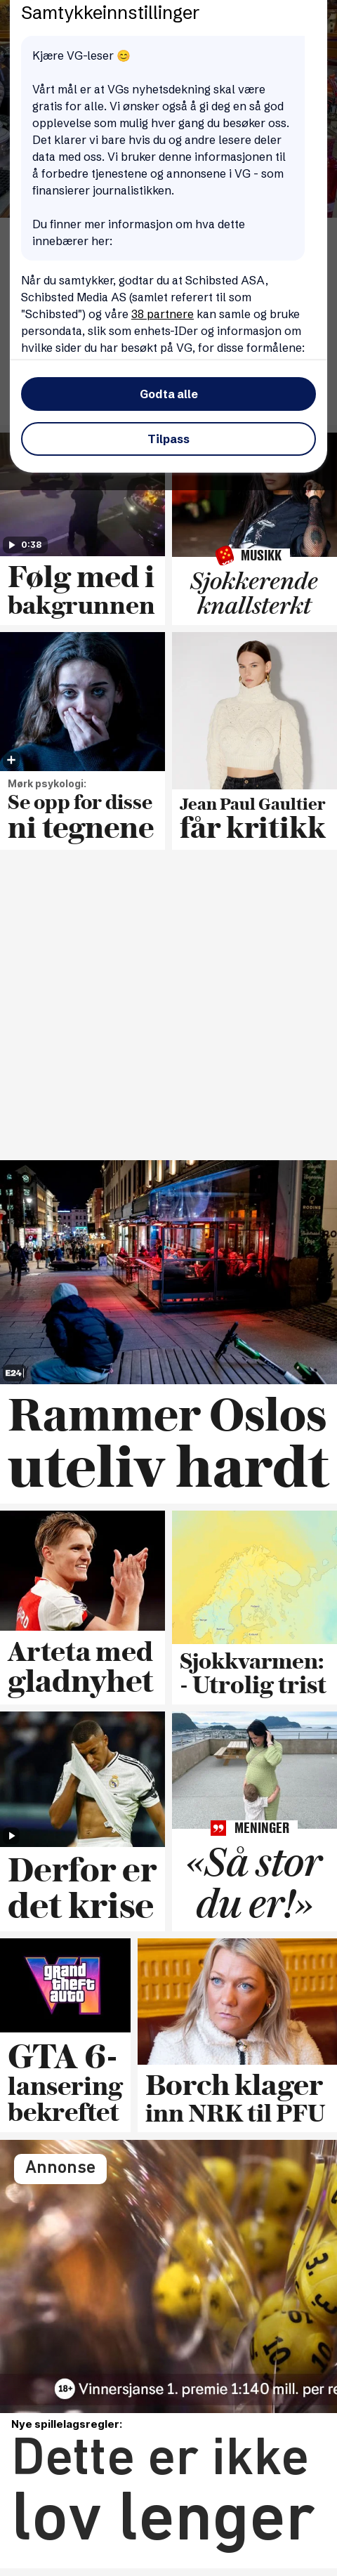 Samtykkeinnstillinger
Kjære VG-leser 😊
Vårt mål er at VGs nyhetsdekning skal være
gratis for alle. Vi ønsker også å gi deg en så god
opplevelse som mulig hver gang du besøker oss.
Det klarer vi bare hvis du og andre lesere deler
data med oss. Vi bruker denne informasjonen til
å forbedre tjenestene og annonsene i VG - som
finansierer journalistikken.
Du finner mer informasjon om hva dette
innebærer her:
Når du samtykker, godtar du at Schibsted ASA,
Schibsted Media AS (samlet referert til som
"Schibsted") og våre 38 partnere kan samle og bruke
persondata, slik som enhets-IDer og informasjon om
hvilke sider du har besøkt på VG, for disse formålene:
Godta alle
Tilpass
0:38
Følg med i
bakgrunnen
MUSIKK
Sjokkerende
knallsterkt
Mørk psykologi:
Se opp for disse
ni tegnene
Jean Paul Gaultier
får kritikk
E24
Rammer Oslos
uteliv hardt
Arteta med
gladnyhet
Sjokkvarmen:
- Utrolig trist
Derfor er
det krise
MENINGER
«Så stor
du er!»
grand
theft
auto
VI
GTA 6-
lansering
bekreftet
Borch klager
inn NRK til PFU
Annonse
18+ Vinnersjanse 1. premie 1:140 mill. per re
Nye spillelagsregler:
Dette er ikke
lov lenger